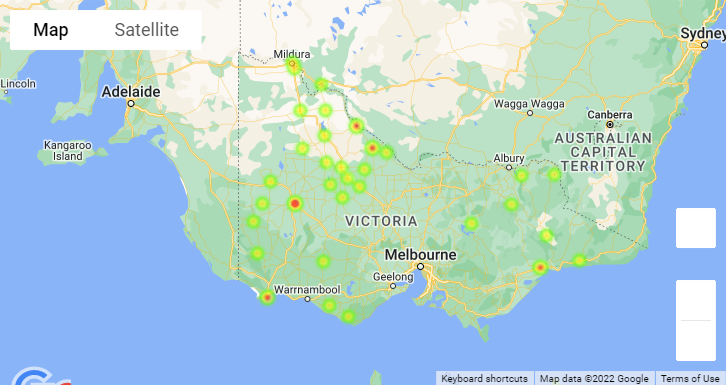 Map
Satellite
Mildura
Sydney
Lincoln
Adelaide
Wagga Wagga
Canberra
AUSTRALIAN
CAPITAL
TERRITORY
Kangaroo
Island
Albury
VICTORIA
Melbourne
Geelong
Warrnambool
Keyboard shortcuts
Map data ©2022 Google
Terms of Use